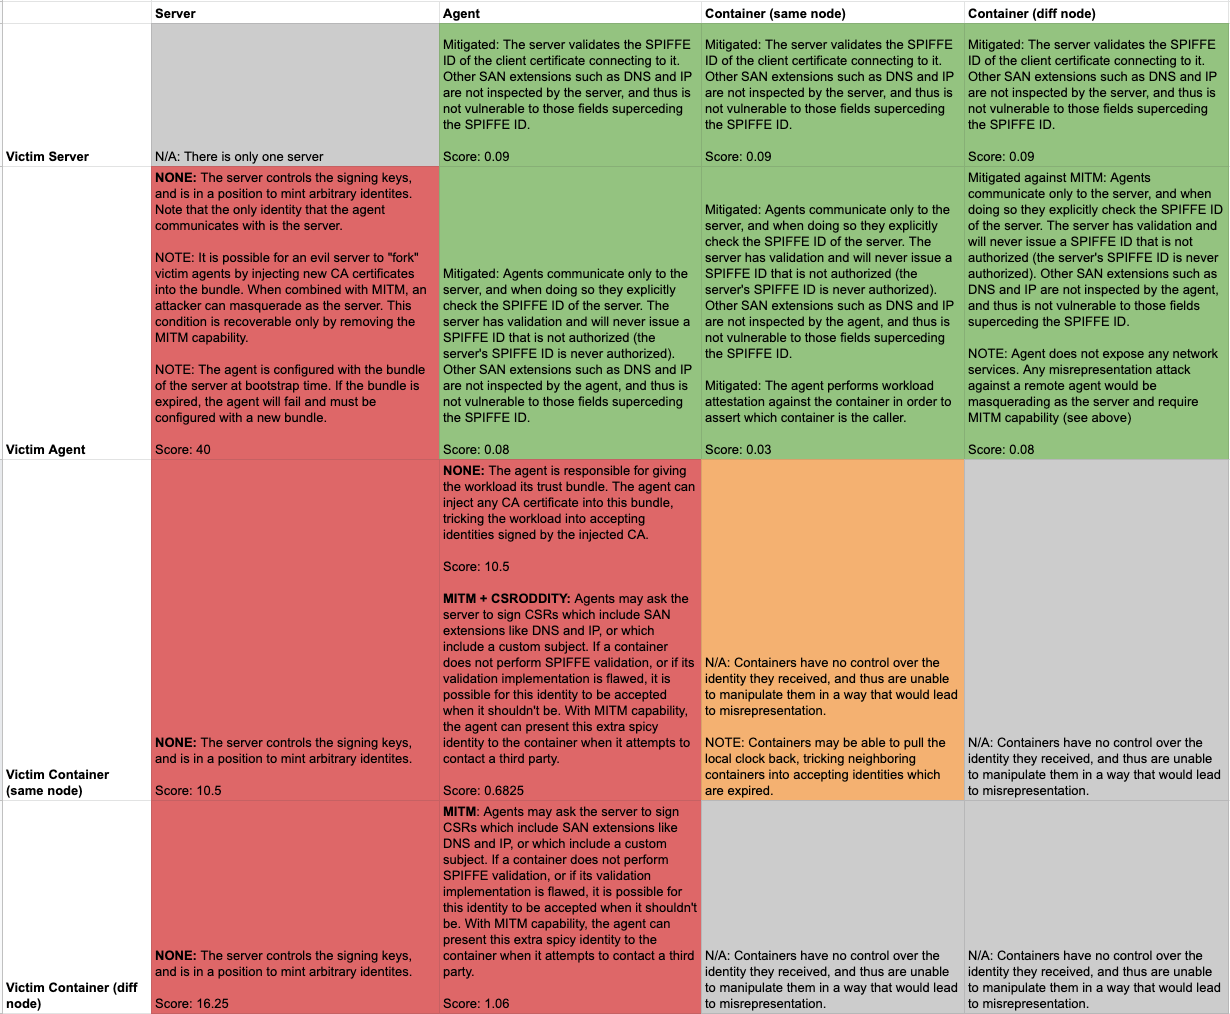 Server
Agent
Container (same node)
Container (diff node)
Victim Server
N/A: There is only one server
Mitigated: The server validates the SPIFFE
ID of the client certificate connecting to it.
Other SAN extensions such as DNS and IP
are not inspected by the server, and thus is
not vulnerable to those fields superceding
the SPIFFE ID.
Score: 0.09
Mitigated: The server validates the SPIFFE
ID of the client certificate connecting to it.
Other SAN extensions such as DNS and IP
are not inspected by the server, and thus is
not vulnerable to those fields superceding
the SPIFFE ID.
Score: 0.09
Mitigated: The server validates the SPIFFE
ID of the client certificate connecting to it.
Other SAN extensions such as DNS and IP
are not inspected by the server, and thus is
not vulnerable to those fields superceding
the SPIFFE ID.
Score: 0.09
Victim Agent
NONE: The server controls the signing keys,
and is in a position to mint arbitrary identites.
Note that the only identity that the agent
communicates with is the server.
NOTE: It is possible for an evil server to "fork"
victim agents by injecting new CA certificates
into the bundle. When combined with MITM, an
attacker can masquerade as the server. This
condition is recoverable only by removing the
MITM capability.
NOTE: The agent is configured with the bundle
of the server at bootstrap time. If the bundle is
expired, the agent will fail and must be
configured with a new bundle.
Score: 40
Mitigated: Agents communicate only to the
server, and when doing so they explicitly
check the SPIFFE ID of the server. The
server has validation and will never issue a
SPIFFE ID that is not authorized (the
server's SPIFFE ID is never authorized).
Other SAN extensions such as DNS and IP
are not inspected by the agent, and thus is
not vulnerable to those fields superceding
the SPIFFE ID.
Score: 0.08
Mitigated: Agents communicate only to the
server, and when doing so they explicitly
check the SPIFFE ID of the server. The
server has validation and will never issue a
SPIFFE ID that is not authorized (the
server's SPIFFE ID is never authorized).
Other SAN extensions such as DNS and IP
are not inspected by the agent, and thus is
not vulnerable to those fields superceding
the SPIFFE ID.
Mitigated: The agent performs workload
attestation against the container in order to
assert which container is the caller.
Score: 0.03
Mitigated against MITM: Agents
communicate only to the server, and when
doing so they explicitly check the SPIFFE ID
of the server. The server has validation and
will never issue a SPIFFE ID that is not
authorized (the server's SPIFFE ID is never
authorized). Other SAN extensions such as
DNS and IP are not inspected by the agent,
and thus is not vulnerable to those fields
superceding the SPIFFE ID.
NOTE: Agent does not expose any network
services. Any misrepresentation attack
against a remote agent would be
masquerading as the server and require
MITM capability (see above)
Score: 0.08
Victim Container
(same node)
NONE: The server controls the signing keys,
and is in a position to mint arbitrary identites.
Score: 10.5
NONE: The agent is responsible for giving
the workload its trust bundle. The agent can
inject any CA certificate into this bundle,
tricking the workload into accepting
identities signed by the injected CA.
Score: 10.5
MITM + CSRODDITY: Agents may ask the
server to sign CSRs which include SAN
extensions like DNS and IP, or which
include a custom subject. If a container
does not perform SPIFFE validation, or if its
validation implementation is flawed, it is
possible for this identity to be accepted
when it shouldn't be. With MITM capability,
the agent can present this extra spicy
identity to the container when it attempts to
contact a third party.
Score: 0.6825
N/A: Containers have no control over the
identity they received, and thus are unable
to manipulate them in a way that would lead
to misrepresentation.
NOTE: Containers may be able to pull the
local clock back, tricking neighboring
containers into accepting identities which
are expired.
N/A: Containers have no control over the
identity they received, and thus are unable
to manipulate them in a way that would lead
to misrepresentation.
Victim Container (diff
node)
NONE: The server controls the signing keys,
and is in a position to mint arbitrary identites.
Score: 16.25
MITM: Agents may ask the server to sign
CSRs which include SAN extensions like
DNS and IP, or which include a custom
subject. If a container does not perform
SPIFFE validation, or if its validation
implementation is flawed, it is possible for
this identity to be accepted when it shouldn't
be. With MITM capability, the agent can
present this extra spicy identity to the
container when it attempts to contact a third
party.
Score: 1.06
N/A: Containers have no control over the
identity they received, and thus are unable
to manipulate them in a way that would lead
to misrepresentation.
N/A: Containers have no control over the
identity they received, and thus are unable
to manipulate them in a way that would lead
to misrepresentation.